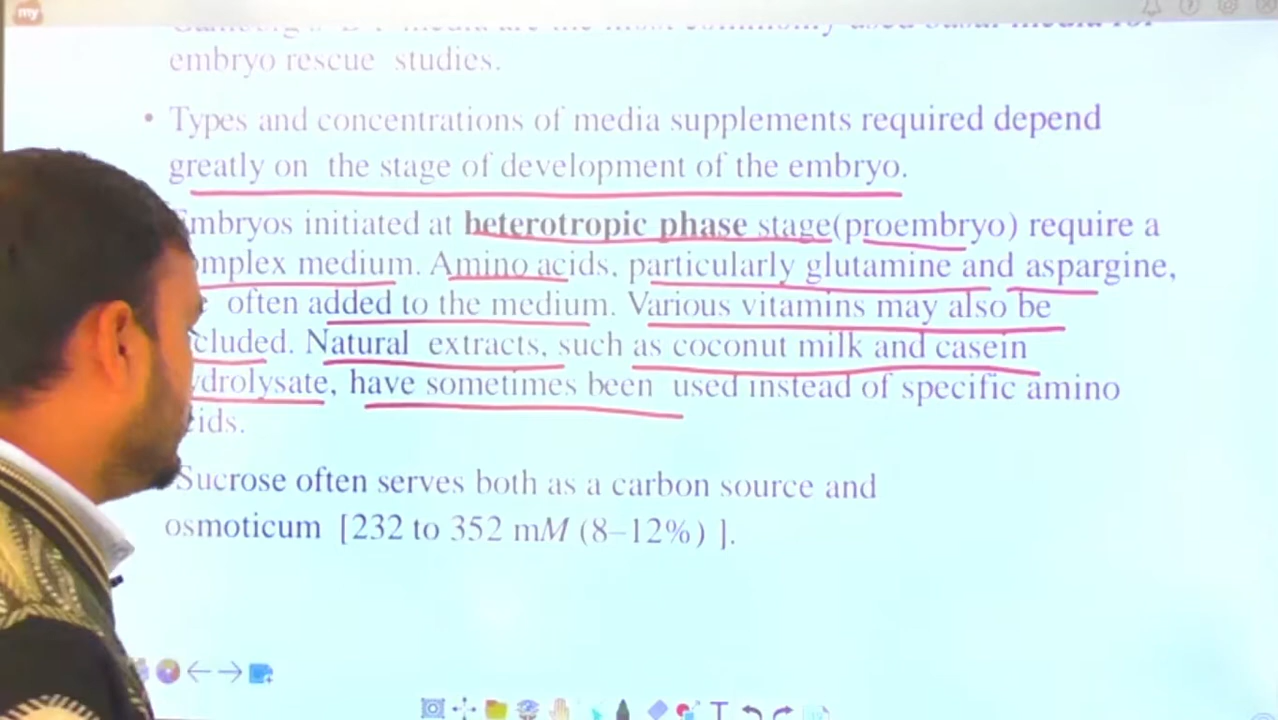 my
embryo rescue studies.
• Types and concentrations of media supplements required depend
greatly on the stage of development of the embryo.
mbryos initiated at heterotropic phase stage(proembryo) require a
mplex medium. Amino acids, particularly glutamine and aspargine,
e often added to the medium. Various vitamins may also be
cluded. Natural extracts, such as coconut milk and casein
ydrolysate, have sometimes been used instead of specific amino
ids.
Sucrose often serves both as a carbon source and
osmoticum [232 to 352 mM (8–12%) ].
T